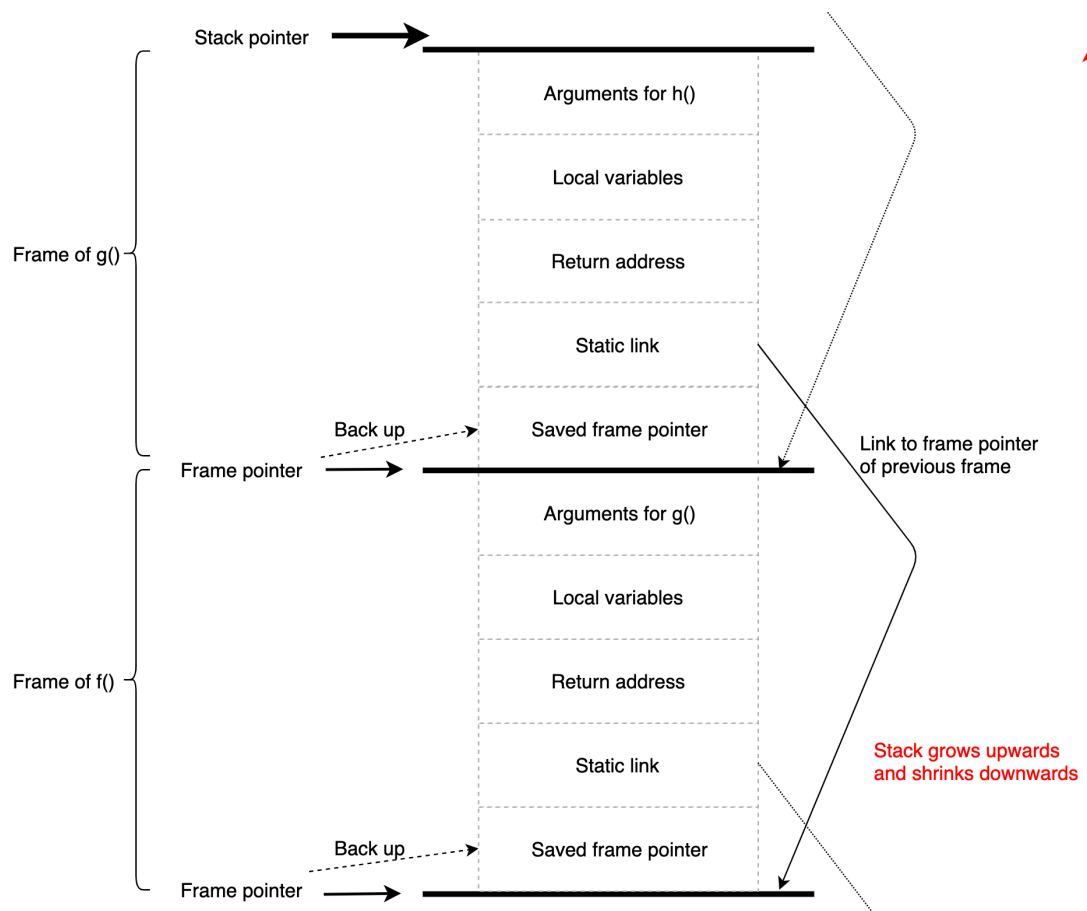 Stack pointer
Arguments for h()
Local variables
Frame of g()
Return address
Static link
Back up
Saved frame pointer
Link to frame pointer
of previous frame
Frame pointer
Arguments for g()
Local variables
Frame of f()
Return address
Stack grows upwards
and shrinks downwards
Static link
Back up
Saved frame pointer
Frame pointer